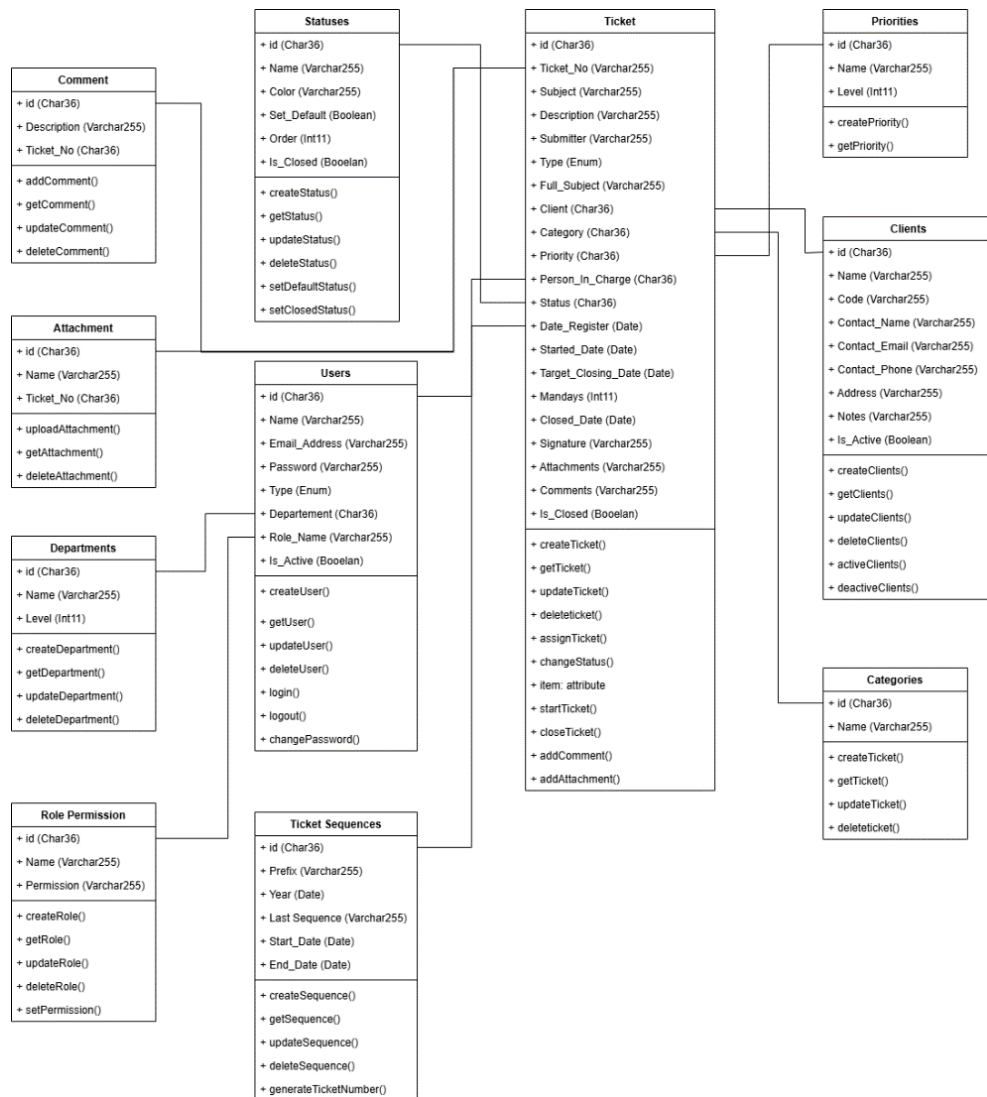 Comment
+ id (Char36)
+ Description (Varchar255)
+ Ticket_No (Char36)
+ addComment()
+ getComment()
+ updateComment()
+ deleteComment()
Attachment
+ id (Char36)
+ Name (Varchar255)
+ Ticket_No (Char36)
+ uploadAttachment()
+ getAttachment()
+ deleteAttachment()
Departments
+ id (Char36)
+ Name (Varchar255)
+ Level (Int11)
+ createDepartment()
+ getDepartment()
+ updateDepartment()
+ deleteDepartment()
Role Permission
+ id (Char36)
+ Name (Varchar255)
+ Permission (Varchar255)
+ createRole()
+ getRole()
+ updateRole()
+ deleteRole()
+ setPermission()
Statuses
+ id (Char36)
+ Name (Varchar255)
+ Color (Varchar255)
+ Set_Default (Boolean)
+ Order (Int11)
+ Is_Closed (Booelan)
+ createStatus()
+ getStatus()
+ updateStatus()
+ deleteStatus()
+ setDefaultStatus()
+ setClosedStatus()
Users
+ id (Char36)
+ Name (Varchar255)
+ Email_Address (Varchar255)
+ Password (Varchar255)
+ Type (Enum)
+ Departement (Char36)
+ Role_Name (Varchar255)
+ Is_Active (Booelan)
+ createUser()
+ getUser()
+ updateUser()
+ deleteUser()
+ login()
+ logout()
+ changePassword()
Ticket Sequences
+ id (Char36)
+ Prefix (Varchar255)
+ Year (Date)
+ Last Sequence (Varchar255)
+ Start_Date (Date)
+ End_Date (Date)
+ createSequence()
+ getSequence()
+ updateSequence()
+ deleteSequence()
+ generateTicketNumber()
Ticket
+ id (Char36)
+ Ticket_No (Varchar255)
+ Subject (Varchar255)
+ Description (Varchar255)
+ Submitter (Varchar255)
+ Type (Enum)
+ Full_Subject (Varchar255)
+ Client (Char36)
+ Category (Char36)
+ Priority (Char36)
+ Person_In_Charge (Char36)
+ Status (Char36)
+ Date_Register (Date)
+ Started_Date (Date)
+ Target_Closing_Date (Date)
+ Mandays (Int11)
+ Closed_Date (Date)
+ Signature (Varchar255)
+ Attachments (Varchar255)
+ Comments (Varchar255)
+ Is_Closed (Booelan)
+ createTicket()
+ getTicket()
+ updateTicket()
+ deleteticket()
+ assignTicket()
+ changeStatus()
+ item: attribute
+ startTicket()
+ closeTicket()
+ addComment()
+ addAttachment()
Priorities
+ id (Char36)
+ Name (Varchar255)
+ Level (Int11)
+ createPriority()
+ getPriority()
Clients
+ id (Char36)
+ Name (Varchar255)
+ Code (Varchar255)
+ Contact_Name (Varchar255)
+ Contact_Email (Varchar255)
+ Contact_Phone (Varchar255)
+ Address (Varchar255)
+ Notes (Varchar255)
+ Is_Active (Boolean)
+ createClients()
+ getClients()
+ updateClients()
+ deleteClients()
+ activeClients()
+ deactiveClients()
Categories
+ id (Char36)
+ Name (Varchar255)
+ createTicket()
+ getTicket()
+ updateTicket()
+ deleteticket()